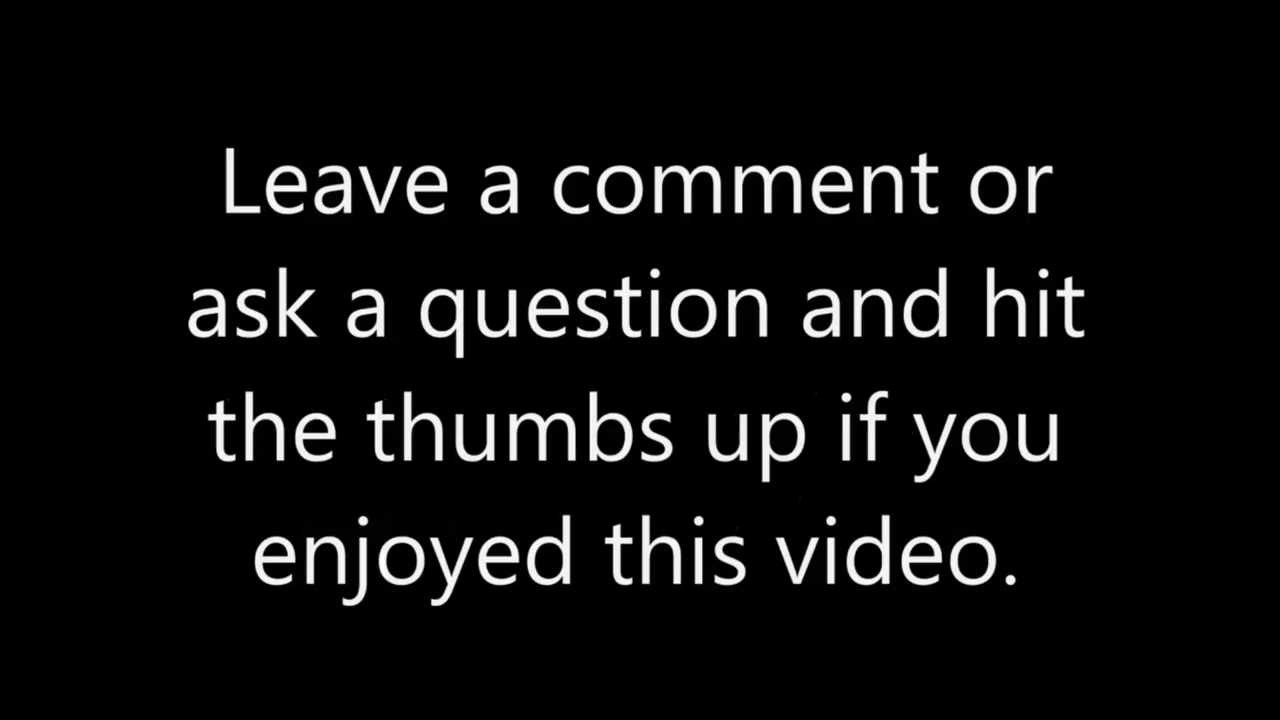 Leave a comment or
ask a question and hit
the thumbs up if you
enjoyed this video.